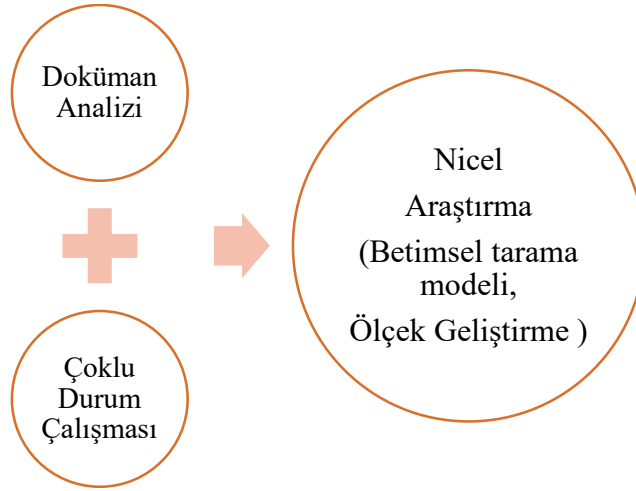 Doküman
Analizi
Çoklu
Durum
Çalışması
Nicel
Araştırma
(Betimsel tarama
modeli,
Ölçek Geliştirme )